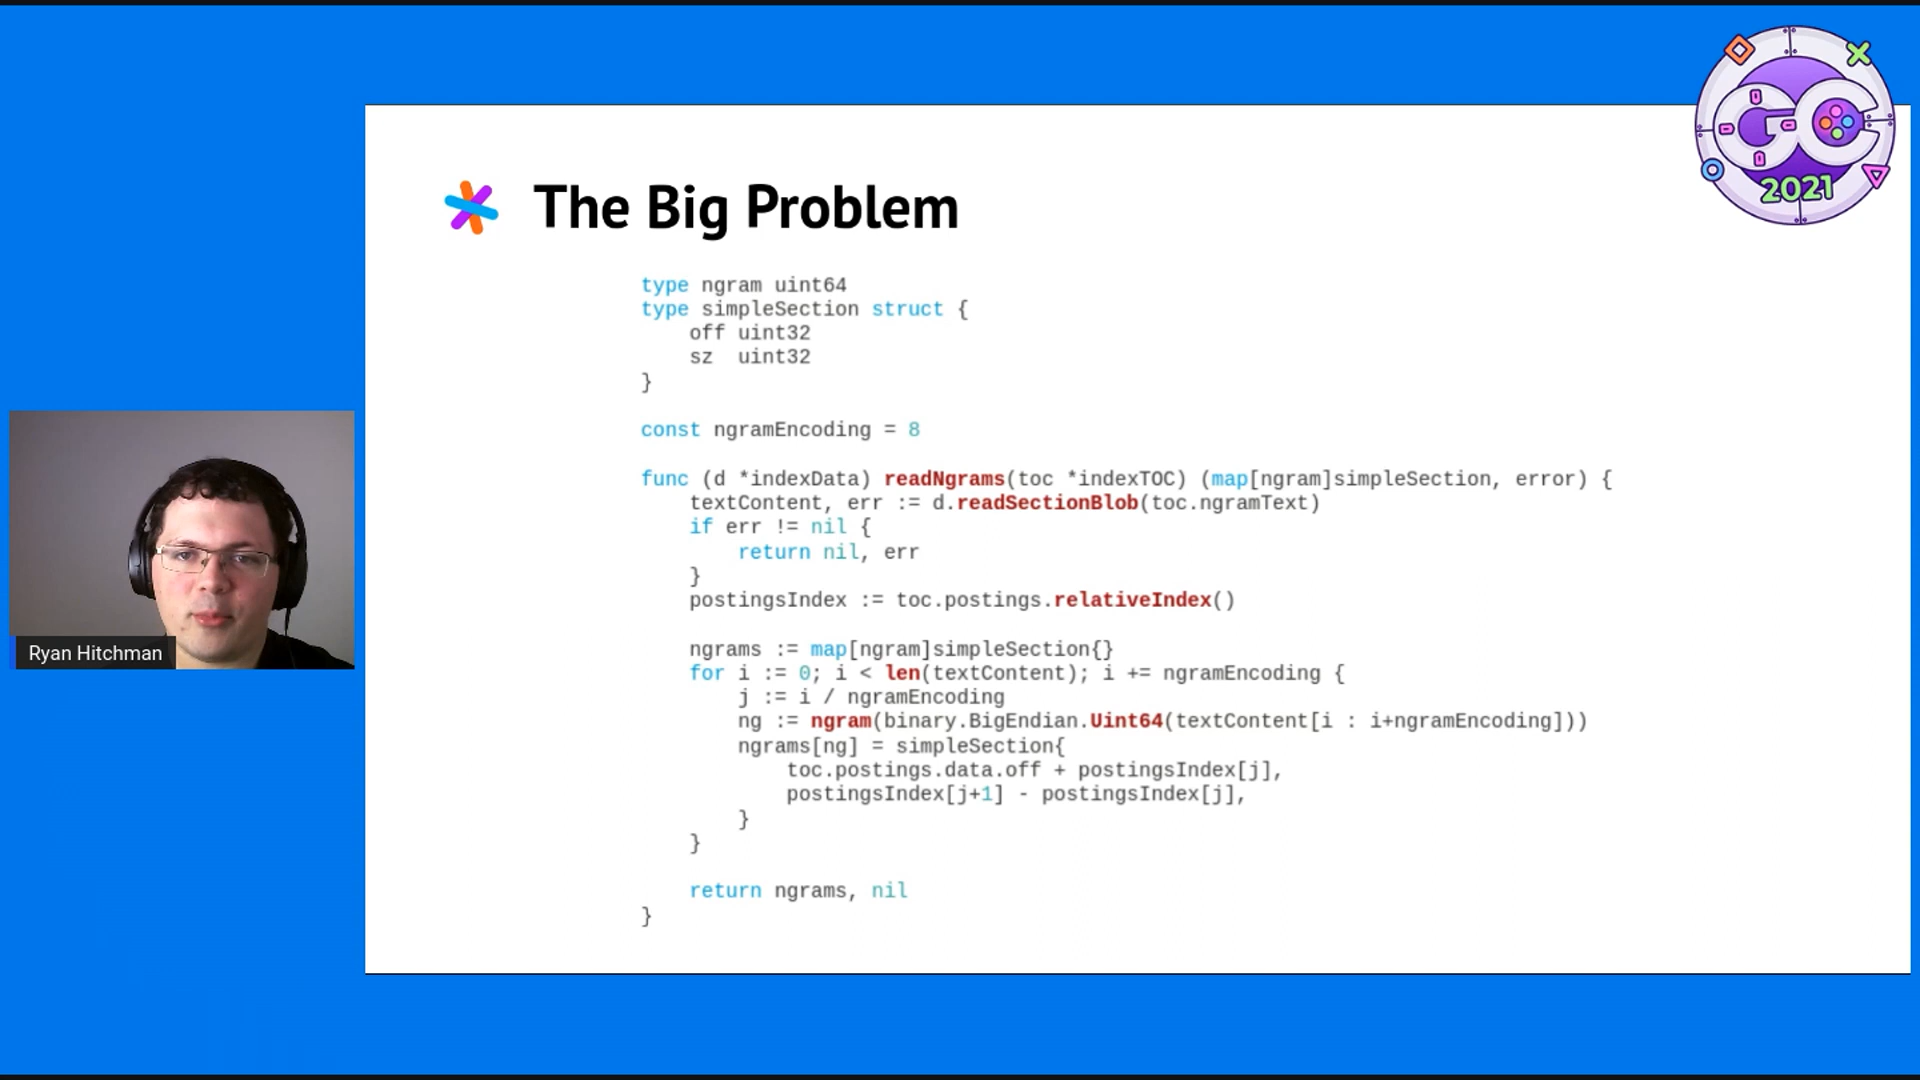 GC
2021
The Big Problem
type ngram uint64
type simpleSection struct {
    off uint32
    sz  uint32
}

const ngramEncoding = 8

func (d *indexData) readNgrams(toc *indexTOC) (map[ngram]simpleSection, error) {
    textContent, err := d.readSectionBlob(toc.ngramText)
    if err != nil {
        return nil, err
    }
    postingsIndex := toc.postings.relativeIndex()

    ngrams := map[ngram]simpleSection{}
    for i := 0; i < len(textContent); i += ngramEncoding {
        j := i / ngramEncoding
        ng := ngram(binary.BigEndian.Uint64(textContent[i : i+ngramEncoding]))
        ngrams[ng] = simpleSection{
            toc.postings.data.off + postingsIndex[j],
            postingsIndex[j+1] - postingsIndex[j],
        }
    }

    return ngrams, nil
}
Ryan Hitchman